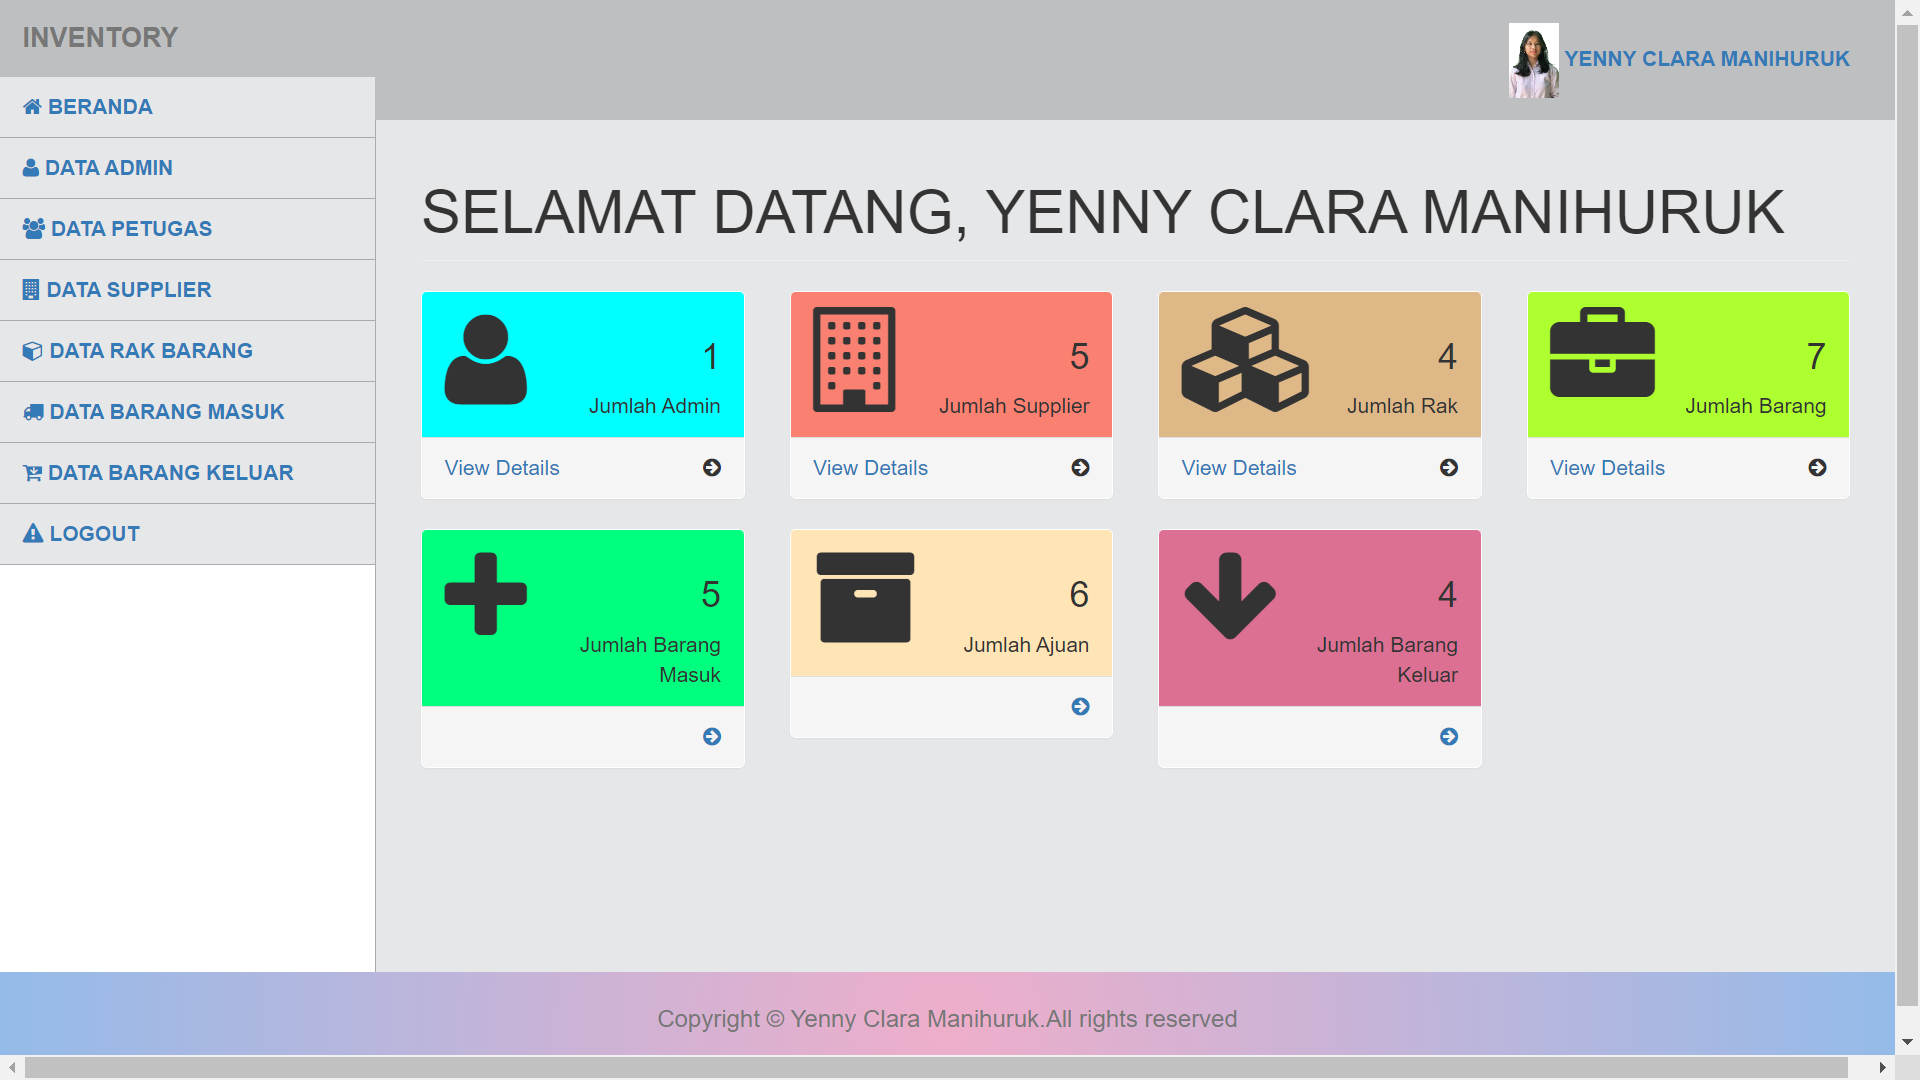 INVENTORY
YENNY CLARA MANIHURUK
BERANDA
DATA ADMIN
DATA PETUGAS
DATA SUPPLIER
DATA RAK BARANG
DATA BARANG MASUK
DATA BARANG KELUAR
LOGOUT
SELAMAT DATANG, YENNY CLARA MANIHURUK
1
Jumlah Admin
View Details
5
Jumlah Supplier
View Details
4
Jumlah Rak
View Details
7
Jumlah Barang
View Details
5
Jumlah Barang
Masuk
6
Jumlah Ajuan
4
Jumlah Barang
Keluar
Copyright © Yenny Clara Manihuruk.All rights reserved